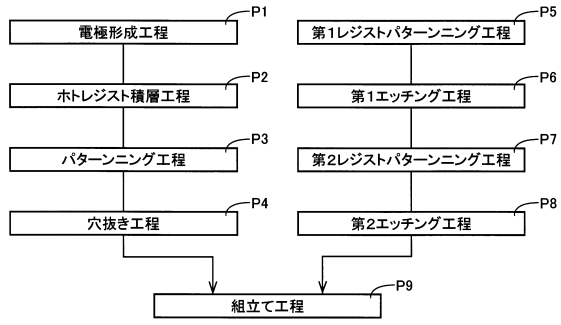 P1
電極形成工程
P2
ホトレジスト積層工程
P3
パターンニング工程
P4
穴抜き工程
P5
第1レジストパターンニング工程
P6
第1エッチング工程
P7
第2レジストパターンニング工程
P8
第2エッチング工程
P9
組立て工程